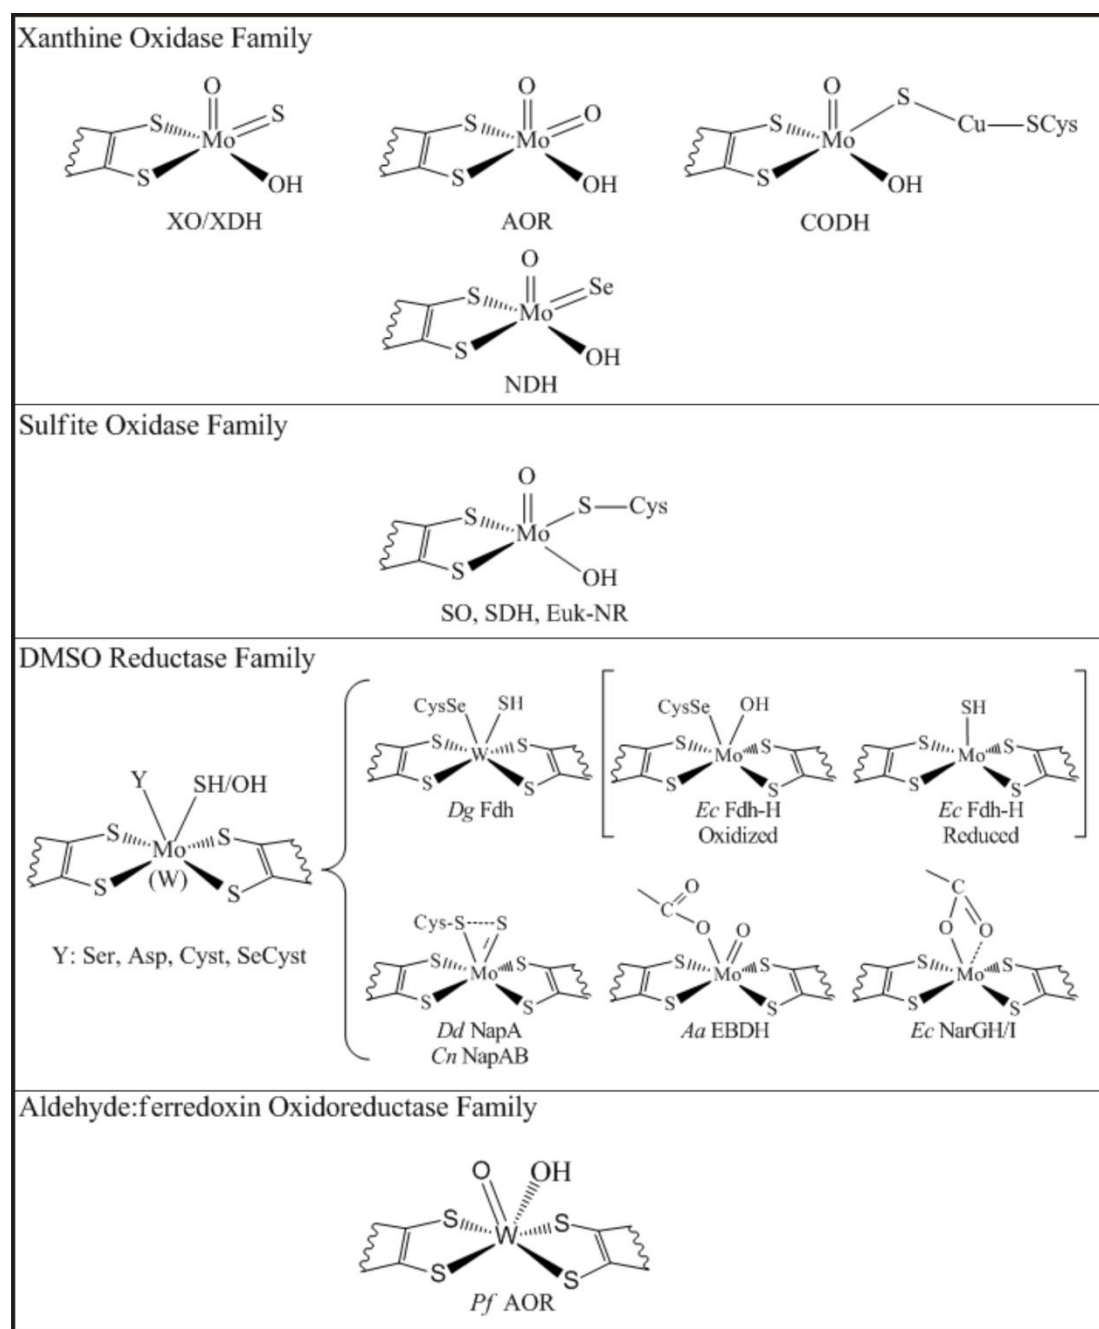 Xanthine Oxidase Family
O
S
S
Mo
S
OH
XO/XDH
O
O
S
Mo
S
OH
AOR
O
S
S
Mo
Cu
SCys
S
OH
CODH
O
Se
S
Mo
S
OH
NDH
Sulfite Oxidase Family
O
S
Cys
S
Mo
S
OH
SO, SDH, Euk-NR
DMSO Reductase Family
Y
SH/OH
S
Mo
S
S
(W)
S
Y: Ser, Asp, Cyst, SeCyst
CysSe
SH
S
W
S
S
S
Dg Fdh
CysSe
OH
S
Mo
S
S
S
Ec Fdh-H
Oxidized
SH
S
Mo
S
S
S
Ec Fdh-H
Reduced
Cys-S
S
S
Mo
S
S
S
Dd NapA
Cn NapAB
C
O
O
O
S
Mo
S
S
S
Aa EBDH
C
O
O
S
Mo
S
S
S
Ec NarGH/I
Aldehyde:ferredoxin Oxidoreductase Family
O
OH
S
W
S
S
S
Pf AOR